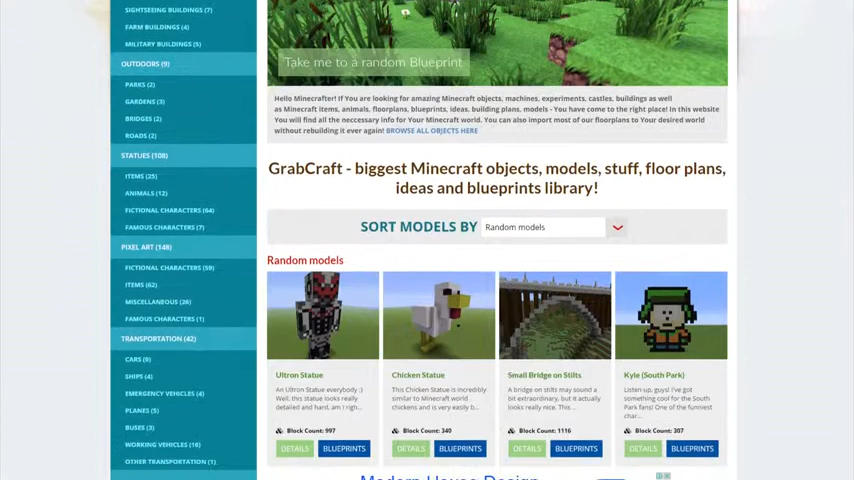 SIGHTSEEING BUILDINGS (7)
FARM BUILDINGS (4)
MILITARY BUILDINGS (5)
OUTDOORS (9)
PARKS (2)
GARDENS (3)
BRIDGES (2)
ROADS (2)
STATUES (108)
ITEMS (25)
ANIMALS (12)
FICTIONAL CHARACTERS (64)
FAMOUS CHARACTERS (7)
PIXEL ART (148)
FICTIONAL CHARACTERS (59)
ITEMS (62)
MISCELLANEOUS (26)
FAMOUS CHARACTERS (1)
TRANSPORTATION (42)
CARS (9)
SHIPS (4)
EMERGENCY VEHICLES (4)
PLANES (5)
BUSES (3)
WORKING VEHICLES (16)
OTHER TRANSPORTATION (1)
Take me to a random Blueprint
Hello Minecrafter! If You are looking for amazing Minecraft objects, machines, experiments, castles, buildings as well
as Minecraft items, animals, floorplans, blueprints, ideas, building plans, models - You have come to the right place! In this website
You will find all the neccessary info for Your Minecraft world. You can also import most of our floorplans to Your desired world
without rebuilding it ever again! BROWSE ALL OBJECTS HERE
GrabCraft - biggest Minecraft objects, models, stuff, floor plans,
ideas and blueprints library!
SORT MODELS BY Random models
Random models
Ultron Statue
An Ultron Statue everybody :)
Well, this statue looks really
detailed and hard, am I righ...
Block Count: 997
DETAILS BLUEPRINTS
Chicken Statue
This Chicken Statue is incredibly
similar to Minecraft world
chickens and is very easily b...
Block Count: 340
DETAILS BLUEPRINTS
Small Bridge on Stilts
A bridge on stilts may sound a
bit extraordinary, but it actually
looks really nice. This ...
Block Count: 1116
DETAILS BLUEPRINTS
Kyle (South Park)
Listen up, guys! I've got
something cool for the South
Park fans! One of the funniest
char...
Block Count: 307
DETAILS BLUEPRINTS
Modern House Design